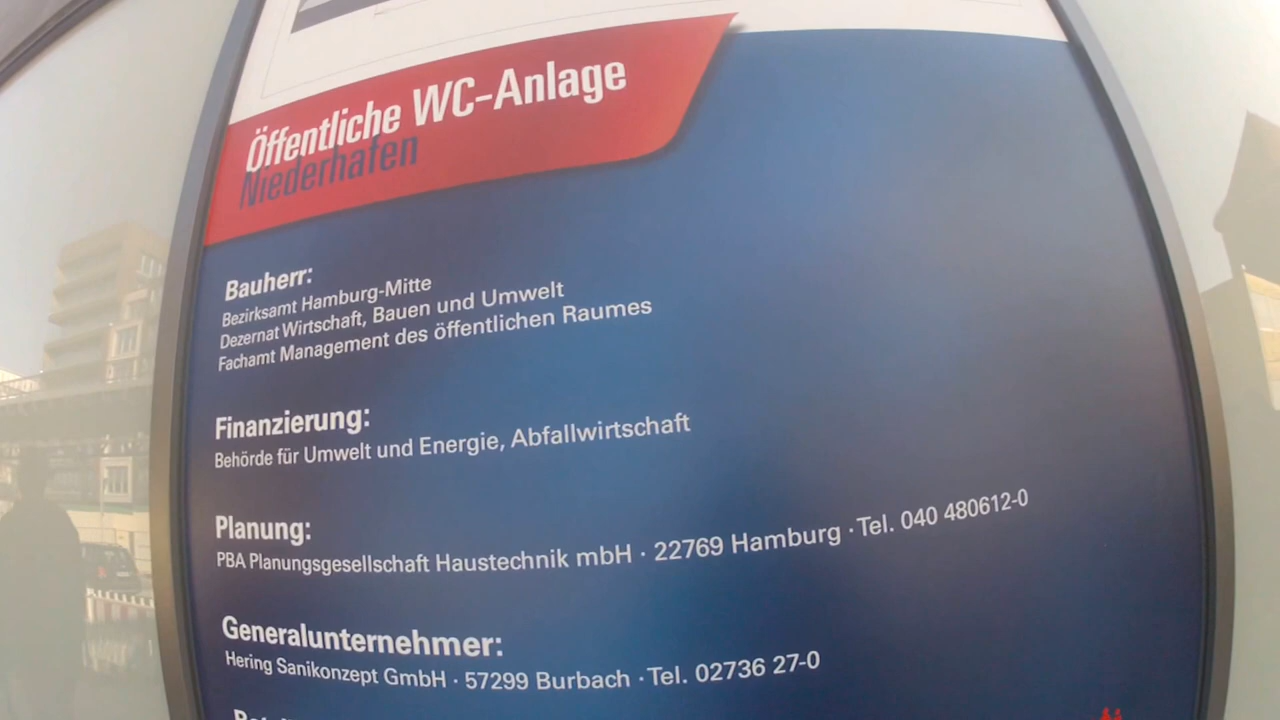 Öffentliche WC-Anlage
Niederhafen
Bauherr:
Bezirksamt Hamburg-Mitte
Dezernat Wirtschaft, Bauen und Umwelt
Fachamt Management des öffentlichen Raumes
Finanzierung:
Behörde für Umwelt und Energie, Abfallwirtschaft
Planung:
PBA Planungsgesellschaft Haustechnik mbH · 22769 Hamburg · Tel. 040 480612-0
Generalunternehmer:
Hering Sanikonzept GmbH · 57299 Burbach · Tel. 02736 27-0